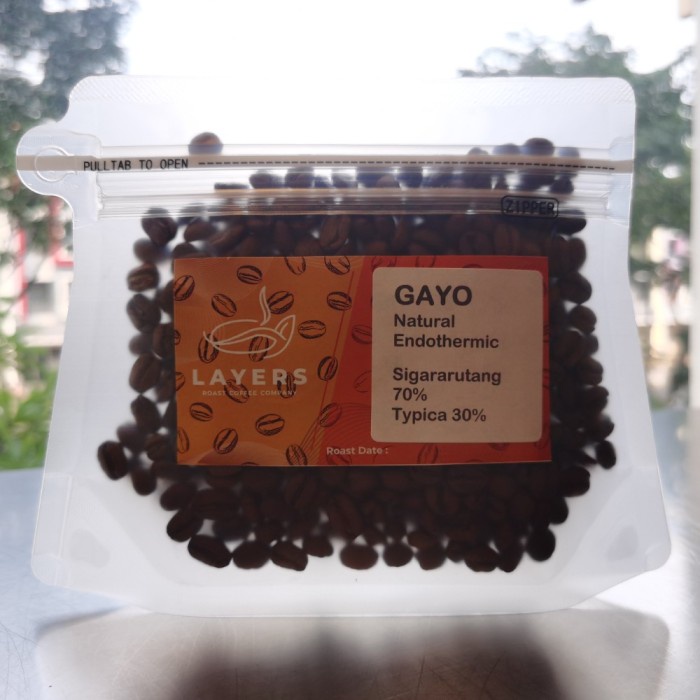 PULLTAB TO OPEN
ZIPPER
LAYERS
ROAST COFFEE COMPANY
Roast Date :
GAYO
Natural
Endothermic
Sigararutang
70%
Typica 30%